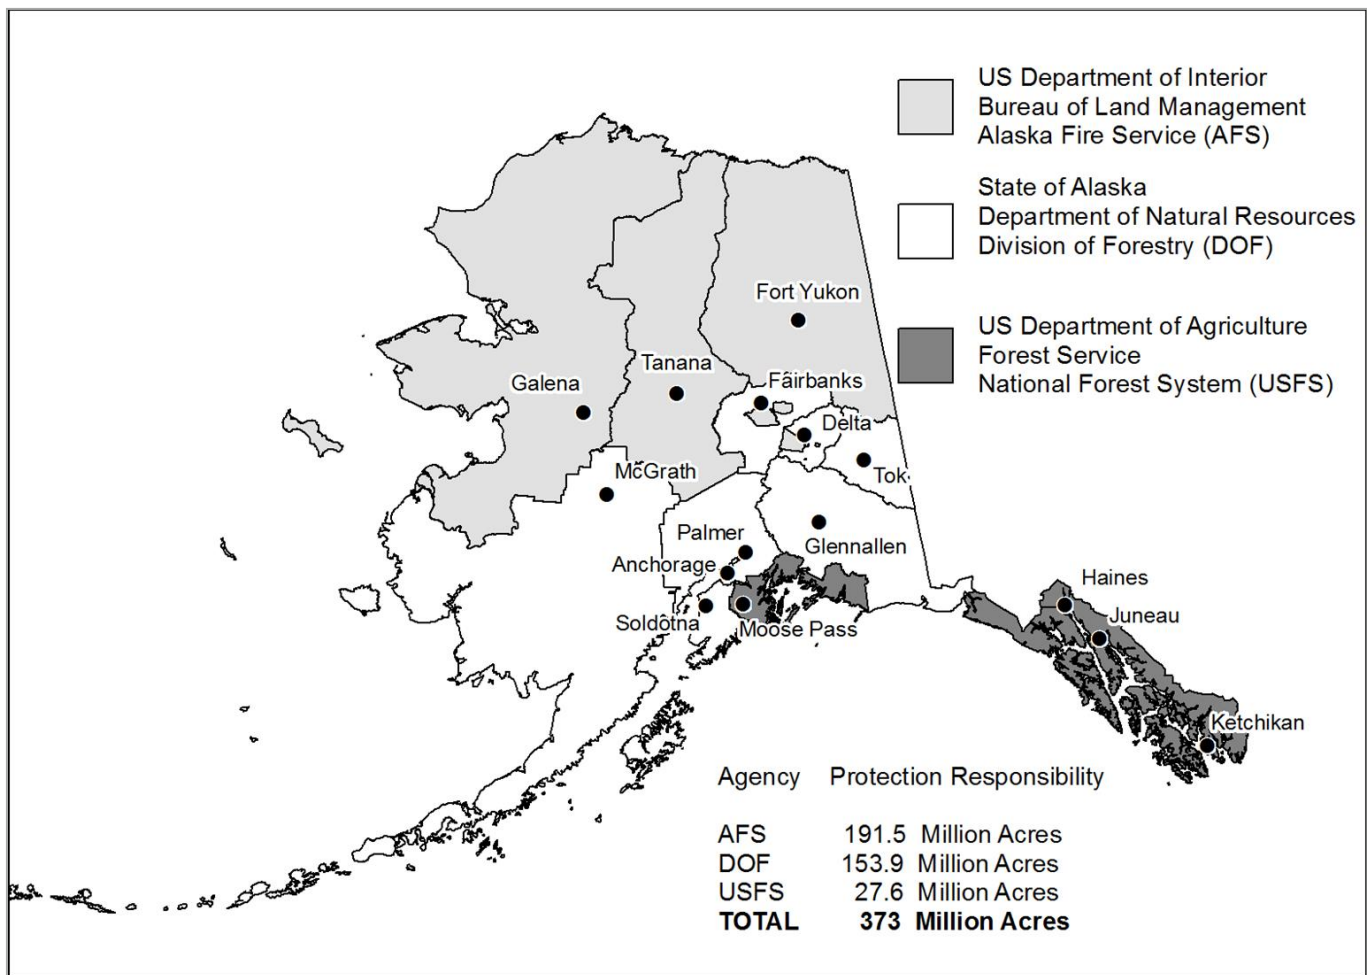 US Department of Interior
Bureau of Land Management
Alaska Fire Service (AFS)
State of Alaska
Department of Natural Resources
Division of Forestry (DOF)
US Department of Agriculture
Forest Service
National Forest System (USFS)
Fort Yukon
Tanana
Galena
Fairbanks
Delta
McGrath
Tok
Palmer
Glennallen
Anchorage
Haines
Soldotna
Moose Pass
Juneau
Ketchikan
Agency Protection Responsibility
AFS 191.5 Million Acres
DOF 153.9 Million Acres
USFS 27.6 Million Acres
TOTAL 373 Million Acres